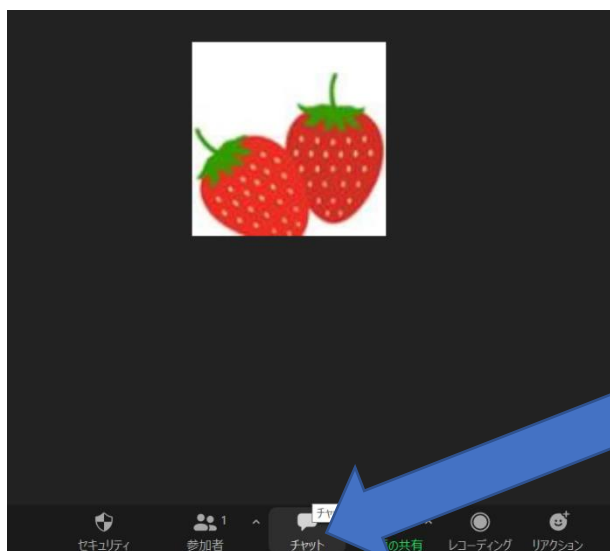 1
チャ
セキュリティ
参加者
チャット
の共有
レコーディング
リアクション